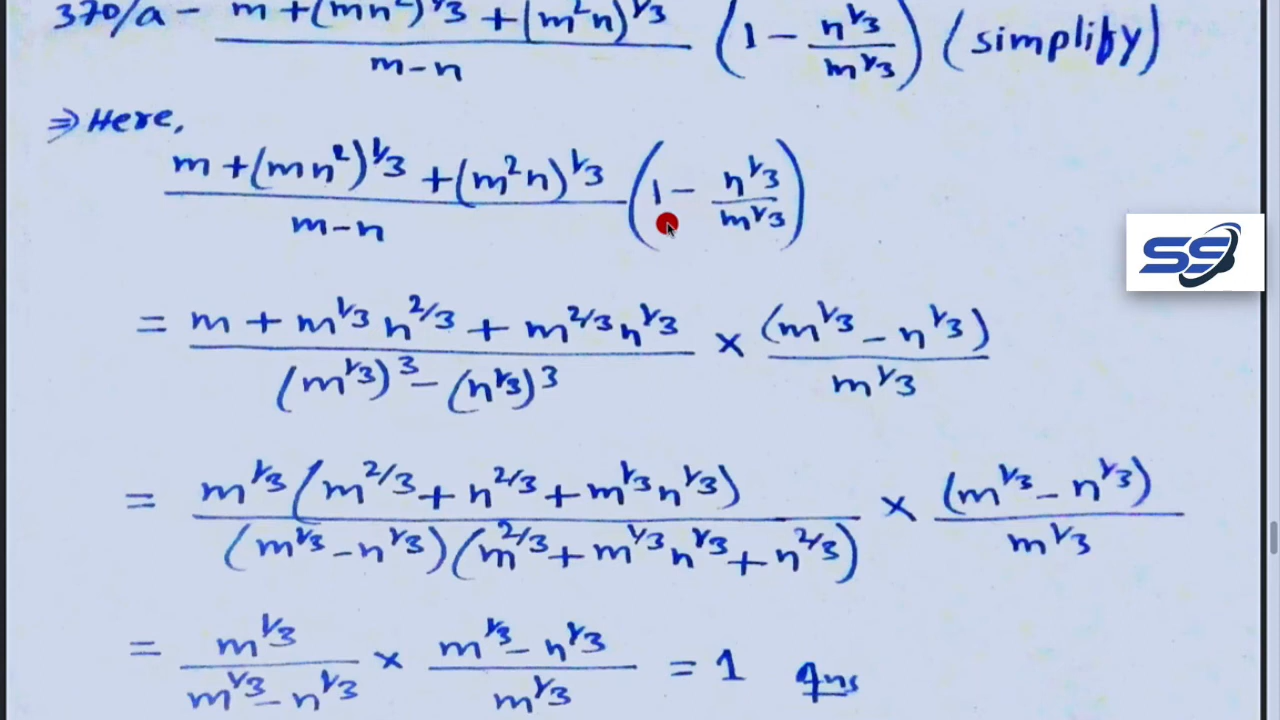 370/a - m+(mn²)^1/3 +(m²n)^1/3 / m-n (1 - n^1/3 / m^1/3) (simplify)
⇒ Here,
m+(mn²)^1/3 +(m²n)^1/3 / m-n (1 - n^1/3 / m^1/3)
SS
= m + m^1/3 n^2/3 + m^2/3 n^1/3 / (m^1/3)^3 - (n^1/3)^3 × (m^1/3 - n^1/3) / m^1/3
= m^1/3 (m^2/3 + n^2/3 + m^1/3 n^1/3) / (m^1/3 - n^1/3)(m^2/3 + m^1/3 n^1/3 + n^2/3) × (m^1/3 - n^1/3) / m^1/3
= m^1/3 / m^1/3 - n^1/3 × m^1/3 - n^1/3 / m^1/3 = 1 Ans